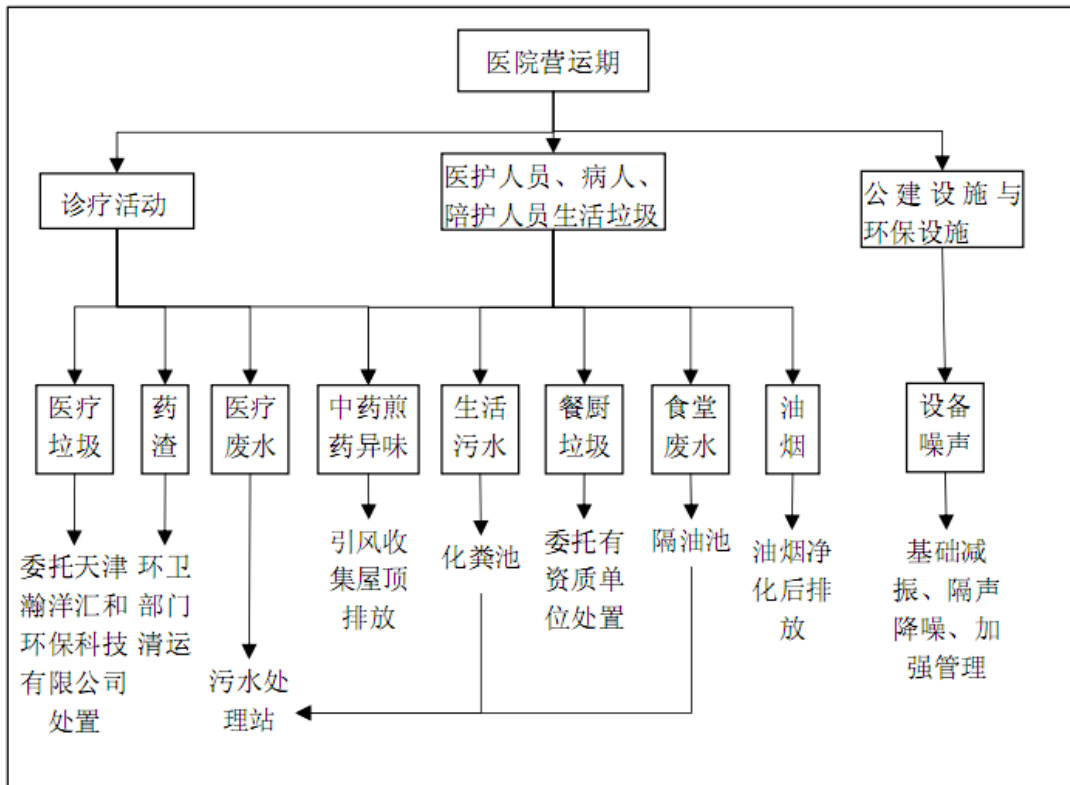 医院营运期
诊疗活动
医护人员、病人、
陪护人员生活垃圾
公建设施与
环保设施
医疗
垃圾
药
渣
医疗
废水
中药煎
药异味
生活
污水
餐厨
垃圾
食堂
废水
油
烟
设备
噪声
委托天津
瀚洋汇和
环保科技
有限公司
处置
环卫
部门
清运
污水处
理站
引风收
集屋顶
排放
化粪池
委托有
资质单
位处置
隔油池
油烟净
化后排
放
基础减
振、隔声
降噪、加
强管理